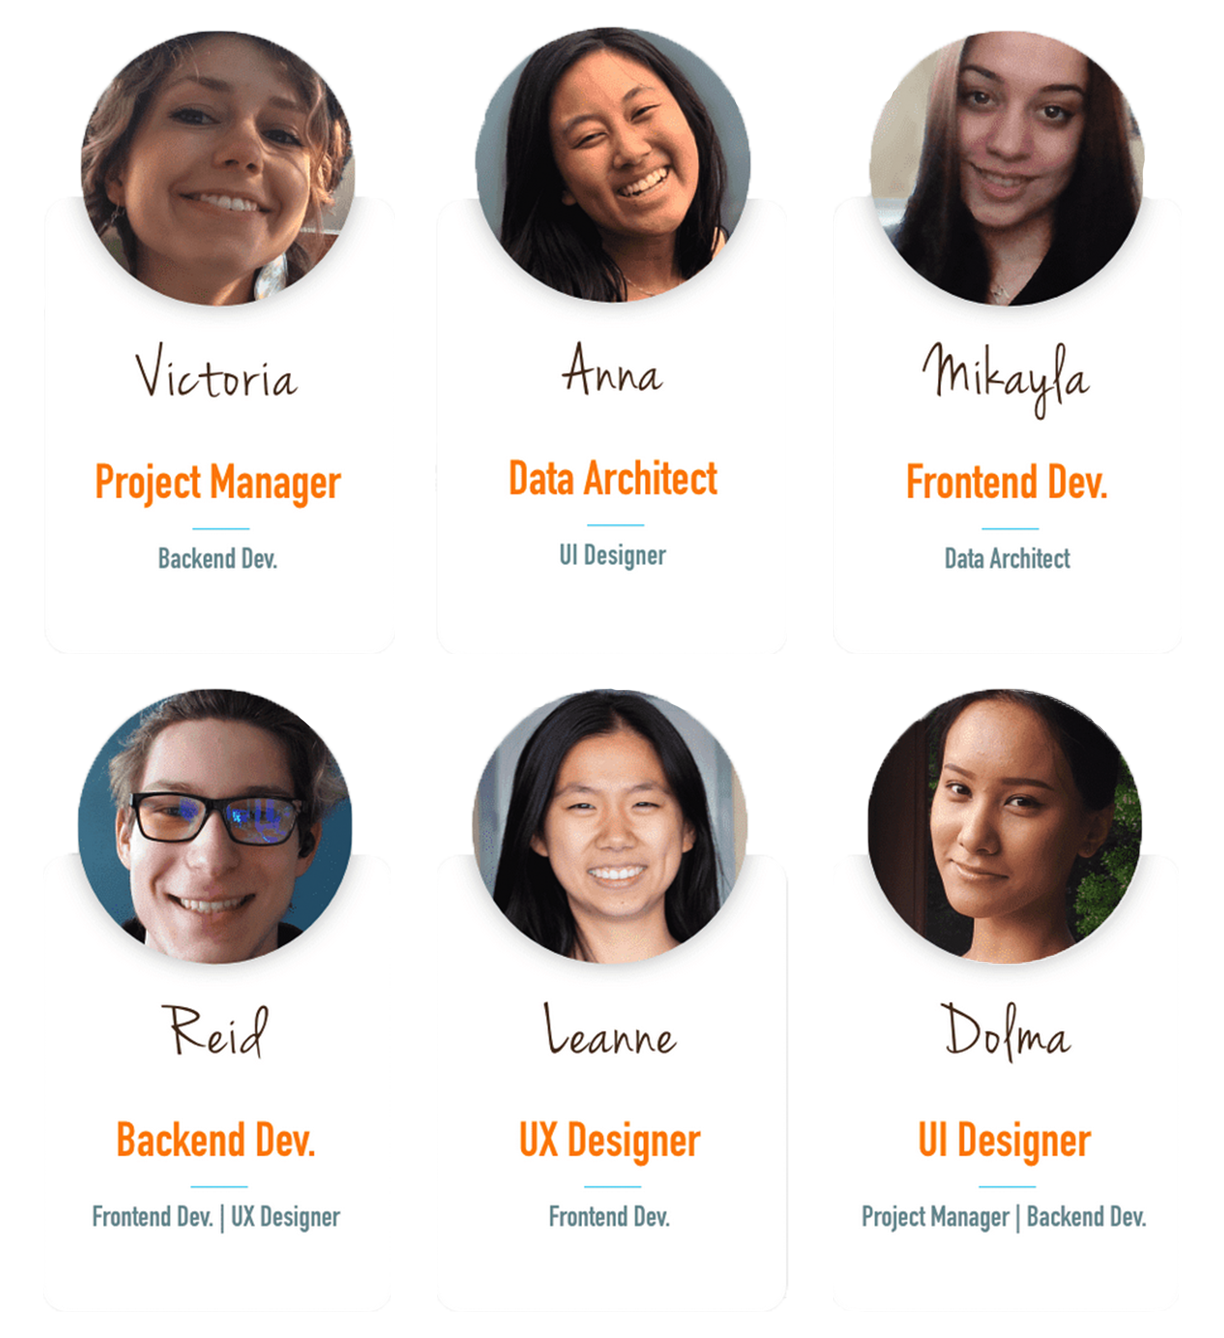 Victoria
Project Manager
Backend Dev.
Anna
Data Architect
UI Designer
Mikayla
Frontend Dev.
Data Architect
Reid
Backend Dev.
Frontend Dev. | UX Designer
Leanne
UX Designer
Frontend Dev.
Dolma
UI Designer
Project Manager | Backend Dev.